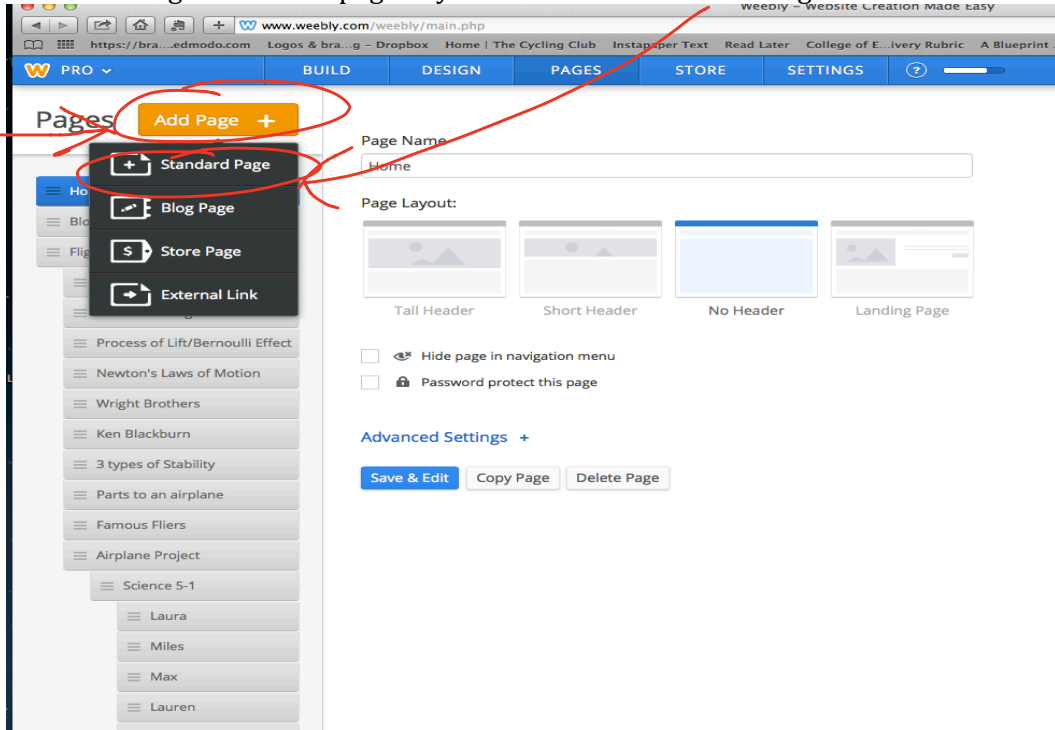 Weebly – Website Creation Made Easy
www.weebly.com/weebly/main.php
https://bra....edmodo.com Logos & bra...g – Dropbox Home | The Cycling Club Instapaper Text Read Later College of E...ivery Rubric A Blueprint
PRO BUILD DESIGN PAGES STORE SETTINGS ?
Pages Add Page +
Standard Page
Blog Page
Store Page
External Link
Ho
Blo
Flig
Process of Lift/Bernoulli Effect
Newton's Laws of Motion
Wright Brothers
Ken Blackburn
3 types of Stability
Parts to an airplane
Famous Fliers
Airplane Project
Science 5-1
Laura
Miles
Max
Lauren
Page Name
Home
Page Layout:
Tall Header Short Header No Header Landing Page
Hide page in navigation menu
Password protect this page
Advanced Settings +
Save & Edit Copy Page Delete Page